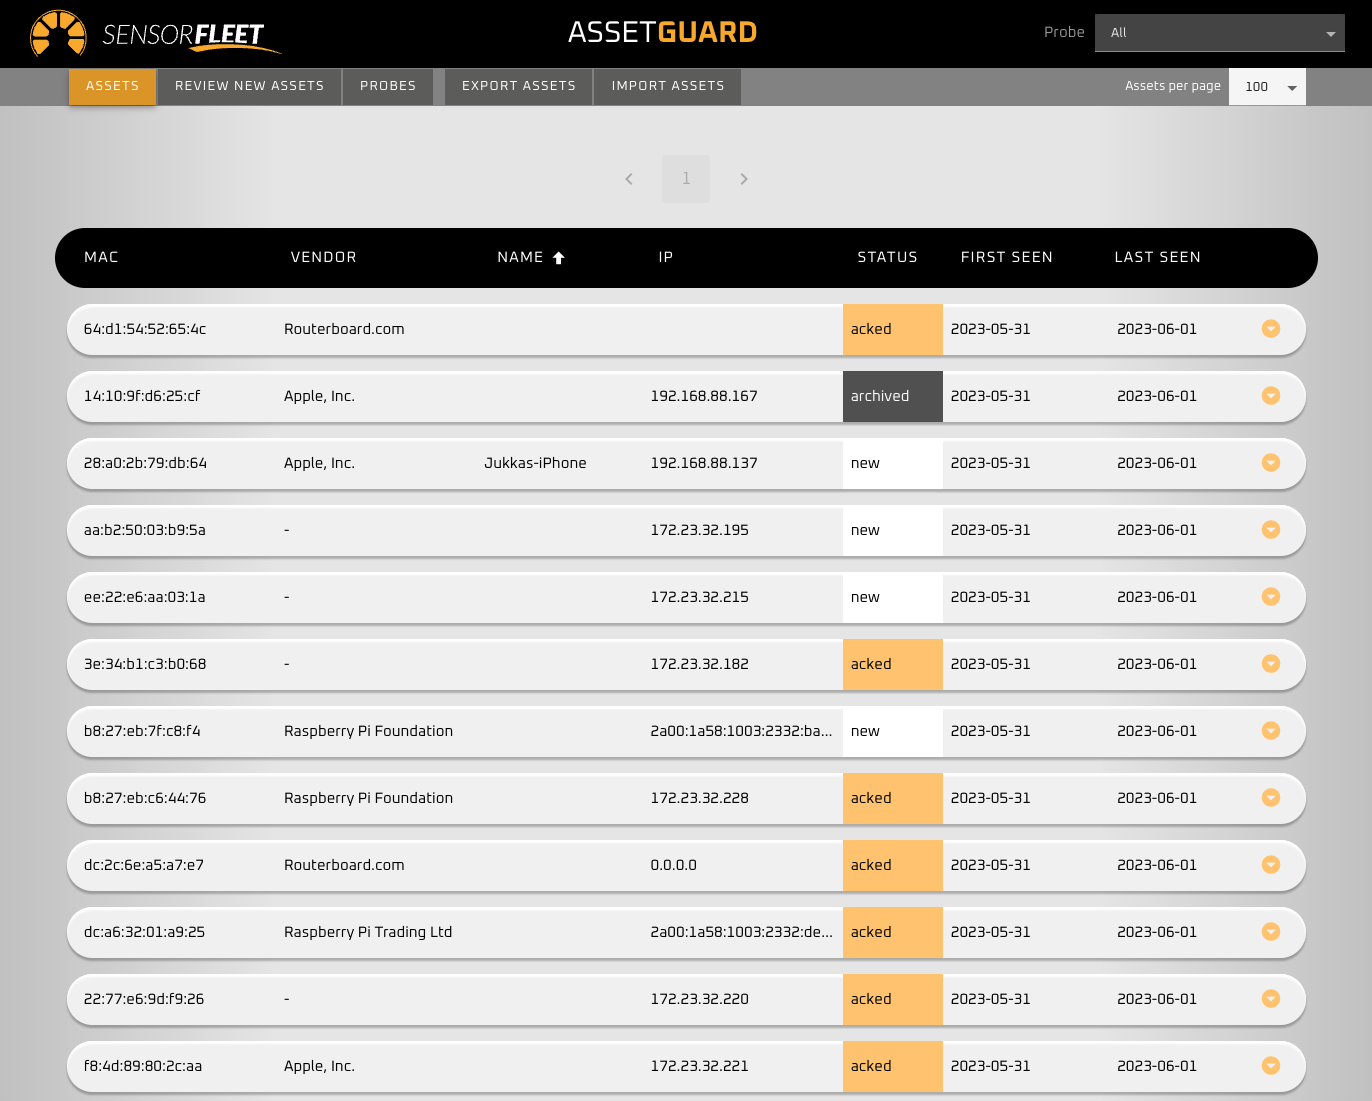 SENSORFLEET
ASSETGUARD
Probe All
ASSETS REVIEW NEW ASSETS PROBES EXPORT ASSETS IMPORT ASSETS Assets per page 100
1
MAC VENDOR NAME IP STATUS FIRST SEEN LAST SEEN
64:d1:54:52:65:4c Routerboard.com acked 2023-05-31 2023-06-01
14:10:9f:d6:25:cf Apple, Inc. 192.168.88.167 archived 2023-05-31 2023-06-01
28:a0:2b:79:db:64 Apple, Inc. Jukkas-iPhone 192.168.88.137 new 2023-05-31 2023-06-01
aa:b2:50:03:b9:5a - 172.23.32.195 new 2023-05-31 2023-06-01
ee:22:e6:aa:03:1a - 172.23.32.215 new 2023-05-31 2023-06-01
3e:34:b1:c3:b0:68 - 172.23.32.182 acked 2023-05-31 2023-06-01
b8:27:eb:7f:c8:f4 Raspberry Pi Foundation 2a00:1a58:1003:2332:ba... new 2023-05-31 2023-06-01
b8:27:eb:c6:44:76 Raspberry Pi Foundation 172.23.32.228 acked 2023-05-31 2023-06-01
dc:2c:6e:a5:a7:e7 Routerboard.com 0.0.0.0 acked 2023-05-31 2023-06-01
dc:a6:32:01:a9:25 Raspberry Pi Trading Ltd 2a00:1a58:1003:2332:de... acked 2023-05-31 2023-06-01
22:77:e6:9d:f9:26 - 172.23.32.220 acked 2023-05-31 2023-06-01
f8:4d:89:80:2c:aa Apple, Inc. 172.23.32.221 acked 2023-05-31 2023-06-01